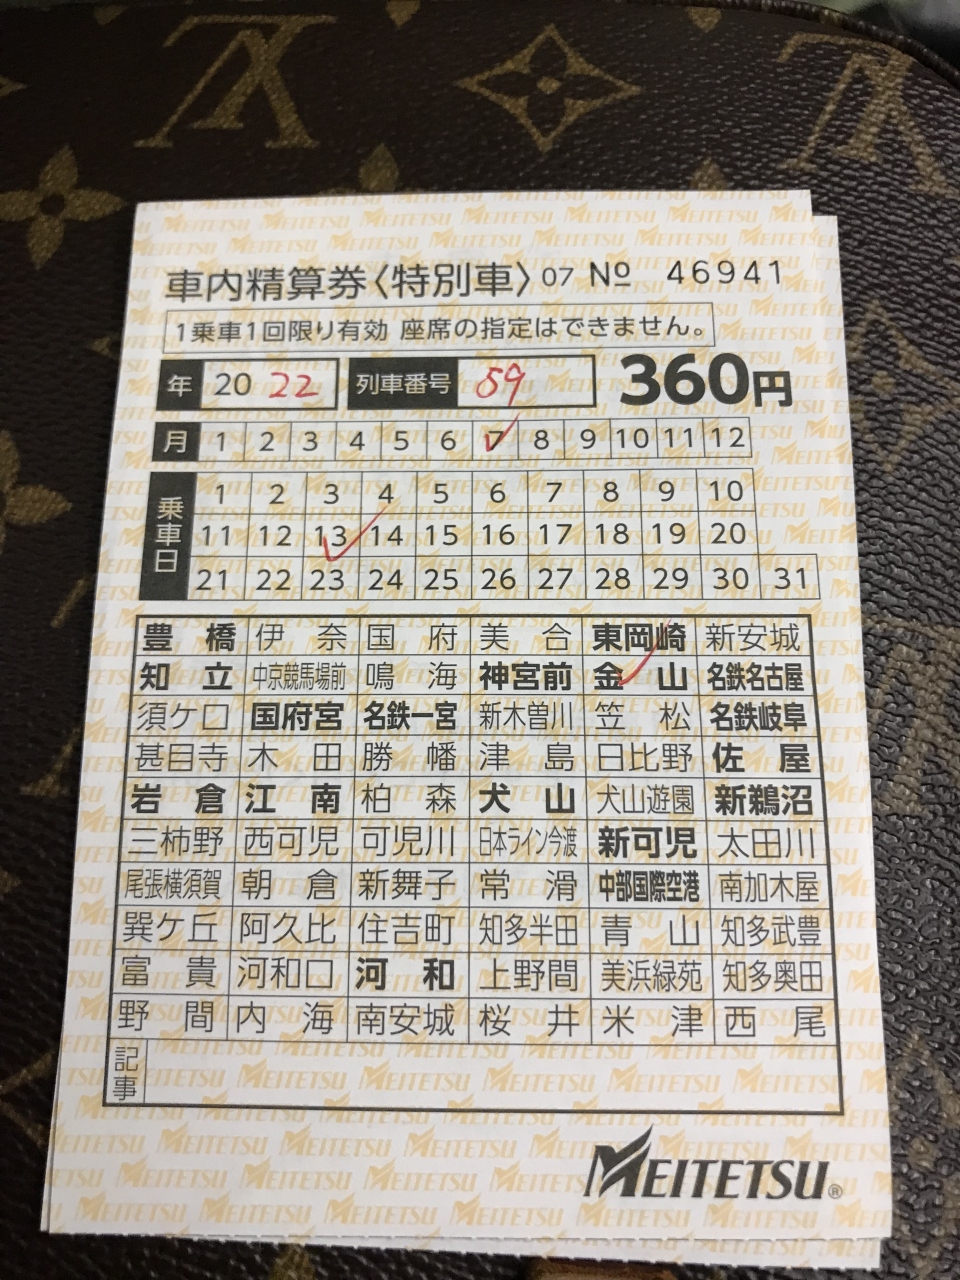 車内精算券〈特別車〉07 № 46941
1乗車1回限り有効 座席の指定はできません。
年 2022 列車番号 59 360円
月 1 2 3 4 5 6 7 8 9 10 11 12
乗車日 1 2 3 4 5 6 7 8 9 10
11 12 13 14 15 16 17 18 19 20
21 22 23 24 25 26 27 28 29 30 31
豊橋 伊奈 国府 美合 東岡崎 新安城
知立 中京競馬場前 鳴海 神宮前 金山 名鉄名古屋
須ケ口 国府宮 名鉄一宮 新木曽川 笠松 名鉄岐阜
甚目寺 木田 勝幡 津島 日比野 佐屋
岩倉 江南 柏森 犬山 犬山遊園 新鵜沼
三柿野 西可児 可児川 日本ライン今渡 新可児 太田川
尾張横須賀 朝倉 新舞子 常滑 中部国際空港 南加木屋
巽ケ丘 阿久比 住吉町 知多半田 青山 知多武豊
富貴 河和口 河和 上野間 美浜緑苑 知多奥田
野間 内海 南安城 桜井 米津 西尾
記事
MEITETSU®